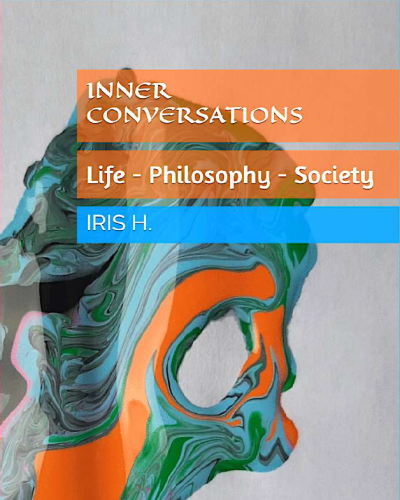 INNER
CONVERSATIONS
Life - Philosophy - Society
IRIS H.